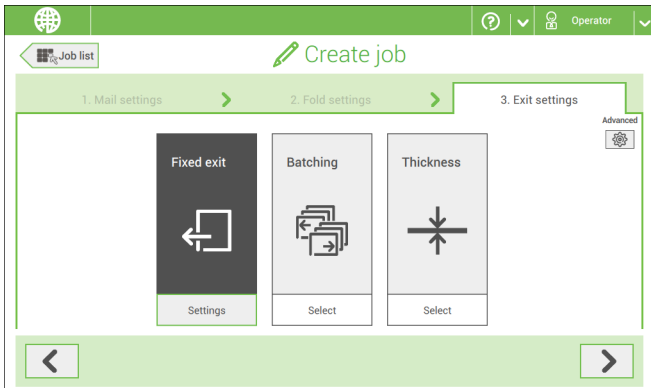 Operator
Job list
Create job
1. Mail settings
2. Fold settings
3. Exit settings
Advanced
Fixed exit
Batching
Thickness
Settings
Select
Select